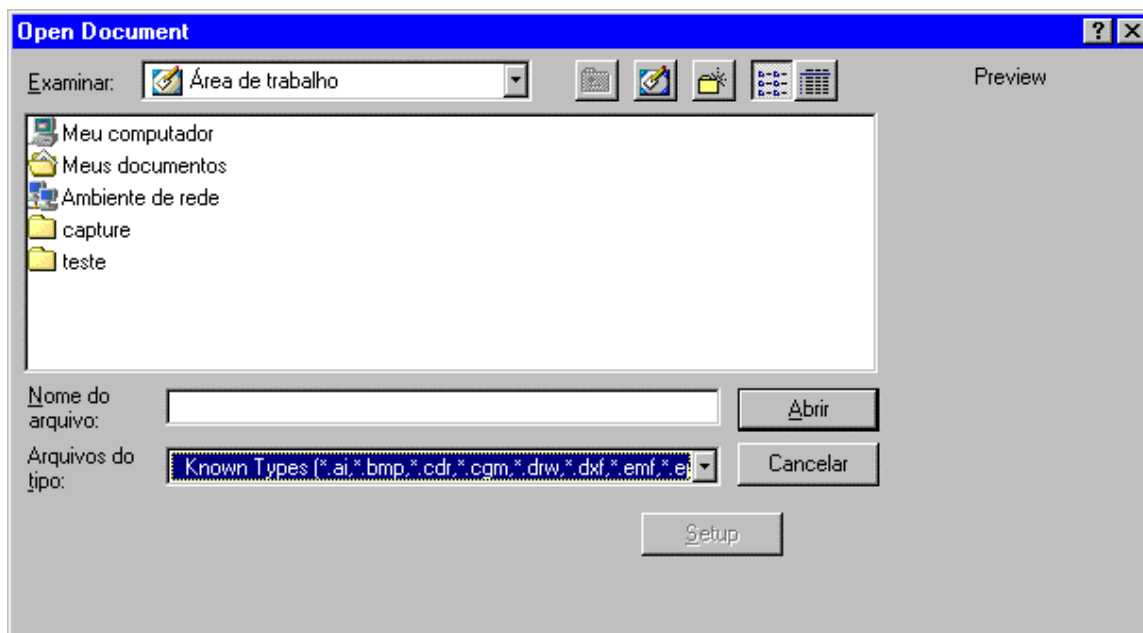 Open Document
Examinar: Área de trabalho
Preview
Meu computador
Meus documentos
Ambiente de rede
capture
teste
Nome do
arquivo:
Abrir
Arquivos do
tipo:
Known Types (*.ai,*.bmp,*.cdr,*.cgm,*.drw,*.dxf,*.emf,*.e
Cancelar
Setup